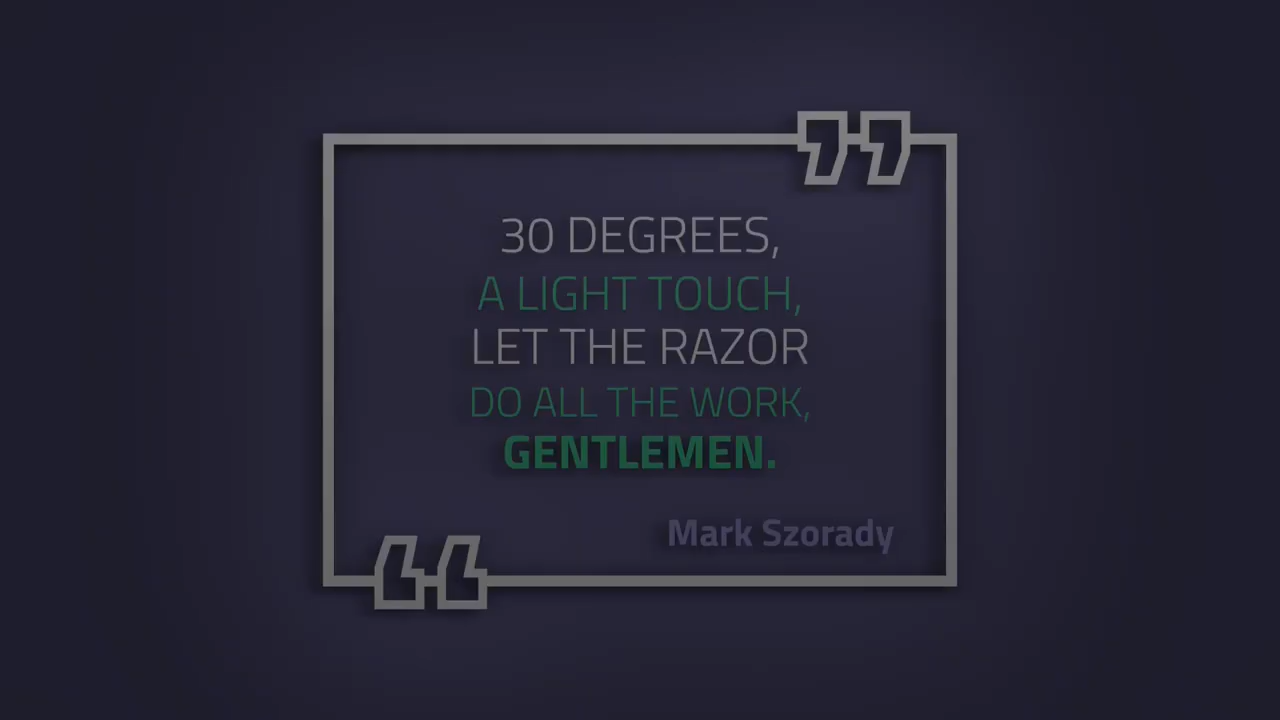 30 DEGREES,
A LIGHT TOUCH,
LET THE RAZOR
DO ALL THE WORK,
GENTLEMEN.
Mark Szorady